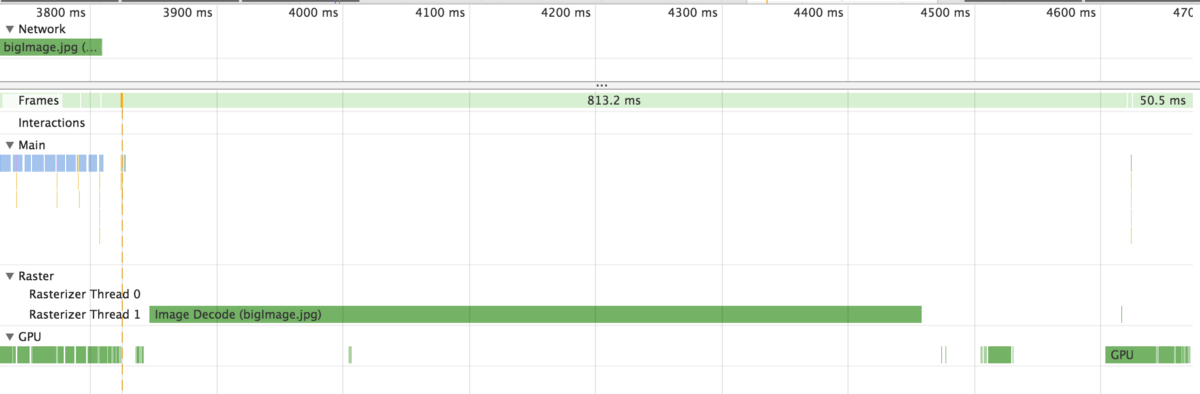 3800 ms 3900 ms 4000 ms 4100 ms 4200 ms 4300 ms 4400 ms 4500 ms 4600 ms 470
▼ Network
bigImage.jpg (...
...
Frames 813.2 ms 50.5 ms
Interactions
▼ Main
▼ Raster
Rasterizer Thread 0
Rasterizer Thread 1 Image Decode (bigImage.jpg)
▼ GPU
GPU